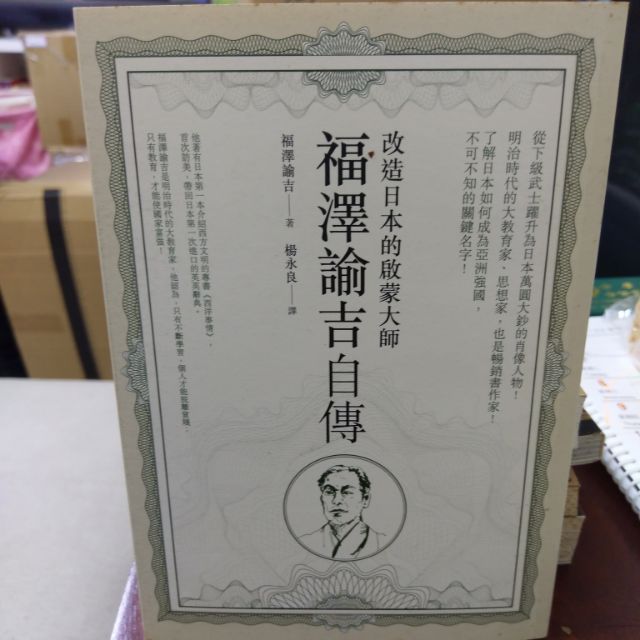 從下級武士躍升為日本萬圓大鈔的肖像人物！
明治時代的大教育家、思想家，也是暢銷書作家！
了解日本如何成為亞洲強國，
不可不知的關鍵名字！
改造日本的啟蒙大師
福澤諭吉自傳
福澤諭吉──著 楊永良──譯
他著有日本第一本介紹西方文明的專書《西洋事情》，
首次訪美，帶回日本第一次進口的英英辭典。
福澤諭吉是明治時代的大教育家，他認為，只有不斷學習，個人才能脫離貧賤，
只有教育，才能使國家富強！